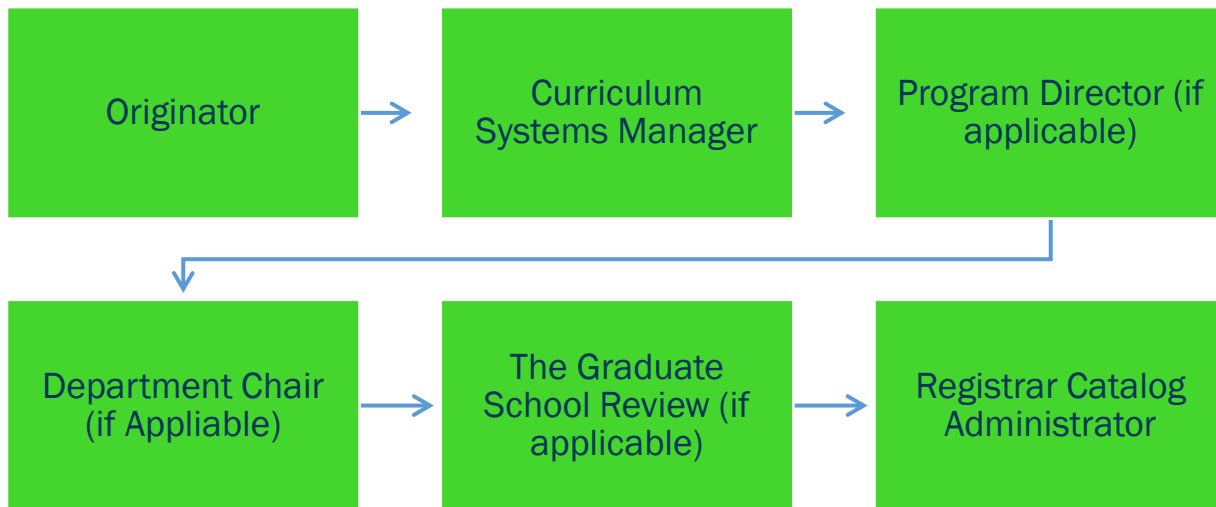 Originator
Curriculum
Systems Manager
Program Director (if
applicable)
Department Chair
(if Appliable)
The Graduate
School Review (if
applicable)
Registrar Catalog
Administrator